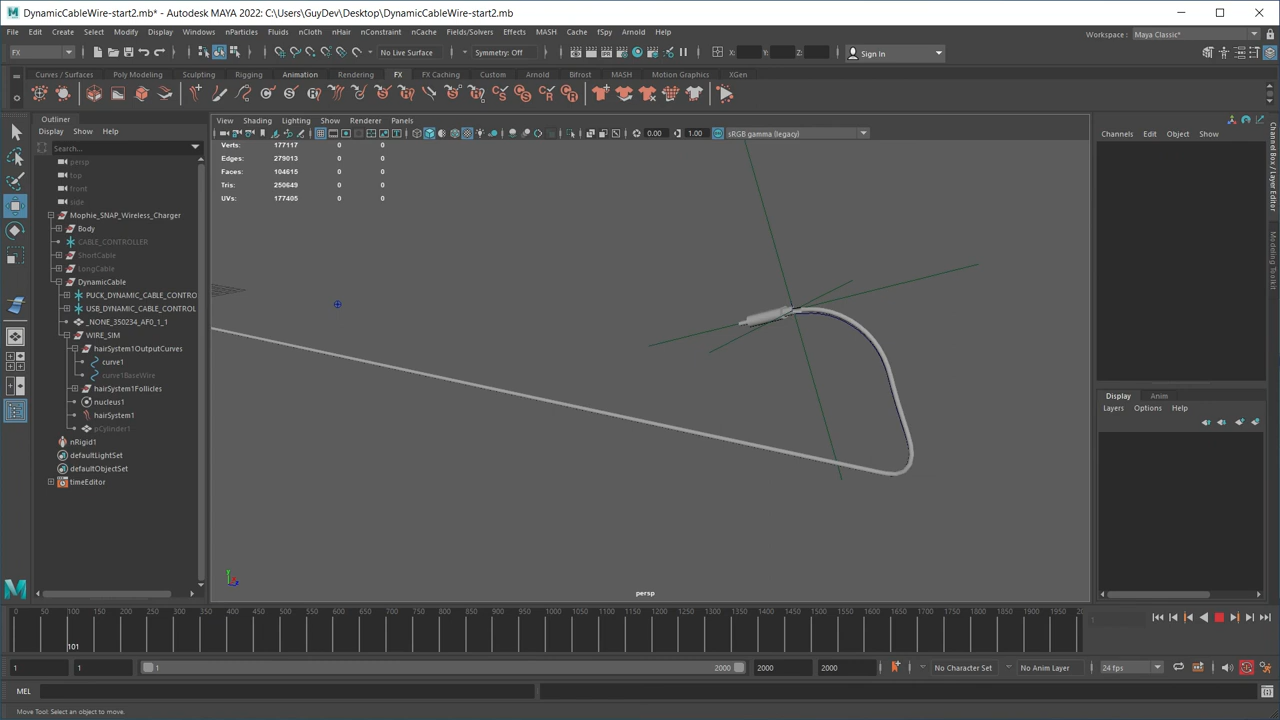 DynamicCableWire-start2.mb* - Autodesk MAYA 2022: C:\Users\GuyDev\Desktop\DynamicCableWire-start2.mb
File Edit Create Select Modify Display Windows nParticles Fluids nCloth nHair nConstraint nCache Fields/Solvers Effects MASH Cache fSpy Arnold Help Workspace : Maya Classic*
FX No Live Surface Symmetry: Off X: Y: Z: Sign In
Curves / Surfaces Poly Modeling Sculpting Rigging Animation Rendering FX FX Caching Custom Arnold Bifrost MASH Motion Graphics XGen
Outliner
Display Show Help
Search...
persp
top
front
side
Mophie_SNAP_Wireless_Charger
Body
CABLE_CONTROLLER
ShortCable
LongCable
DynamicCable
PUCK_DYNAMIC_CABLE_CONTRO
USB_DYNAMIC_CABLE_CONTROL
_NONE_350234_AF0_1_1
WIRE_SIM
hairSystem1OutputCurves
curve1
curve1BaseWire
hairSystem1Follicles
nucleus1
hairSystem1
pCylinder1
nRigid1
defaultLightSet
defaultObjectSet
timeEditor
View Shading Lighting Show Renderer Panels
0.00 1.00 sRGB gamma (legacy)
Verts: 177117 0 0
Edges: 279013 0 0
Faces: 104615 0 0
Tris: 250649 0 0
UVs: 177405 0 0
persp
Channels Edit Object Show
Channel Box / Layer Editor
Modeling Toolkit
Display Anim
Layers Options Help
0 50 100 150 200 250 300 350 400 450 500 550 600 650 700 750 800 850 900 950 1000 1050 1100 1150 1200 1250 1300 1350 1400 1450 1500 1550 1600 1650 1700 1750 1800 1850 1900 1950 20
101
1
1 1 1 2000 2000 2000 No Character Set No Anim Layer 24 fps
MEL
Move Tool: Select an object to move.